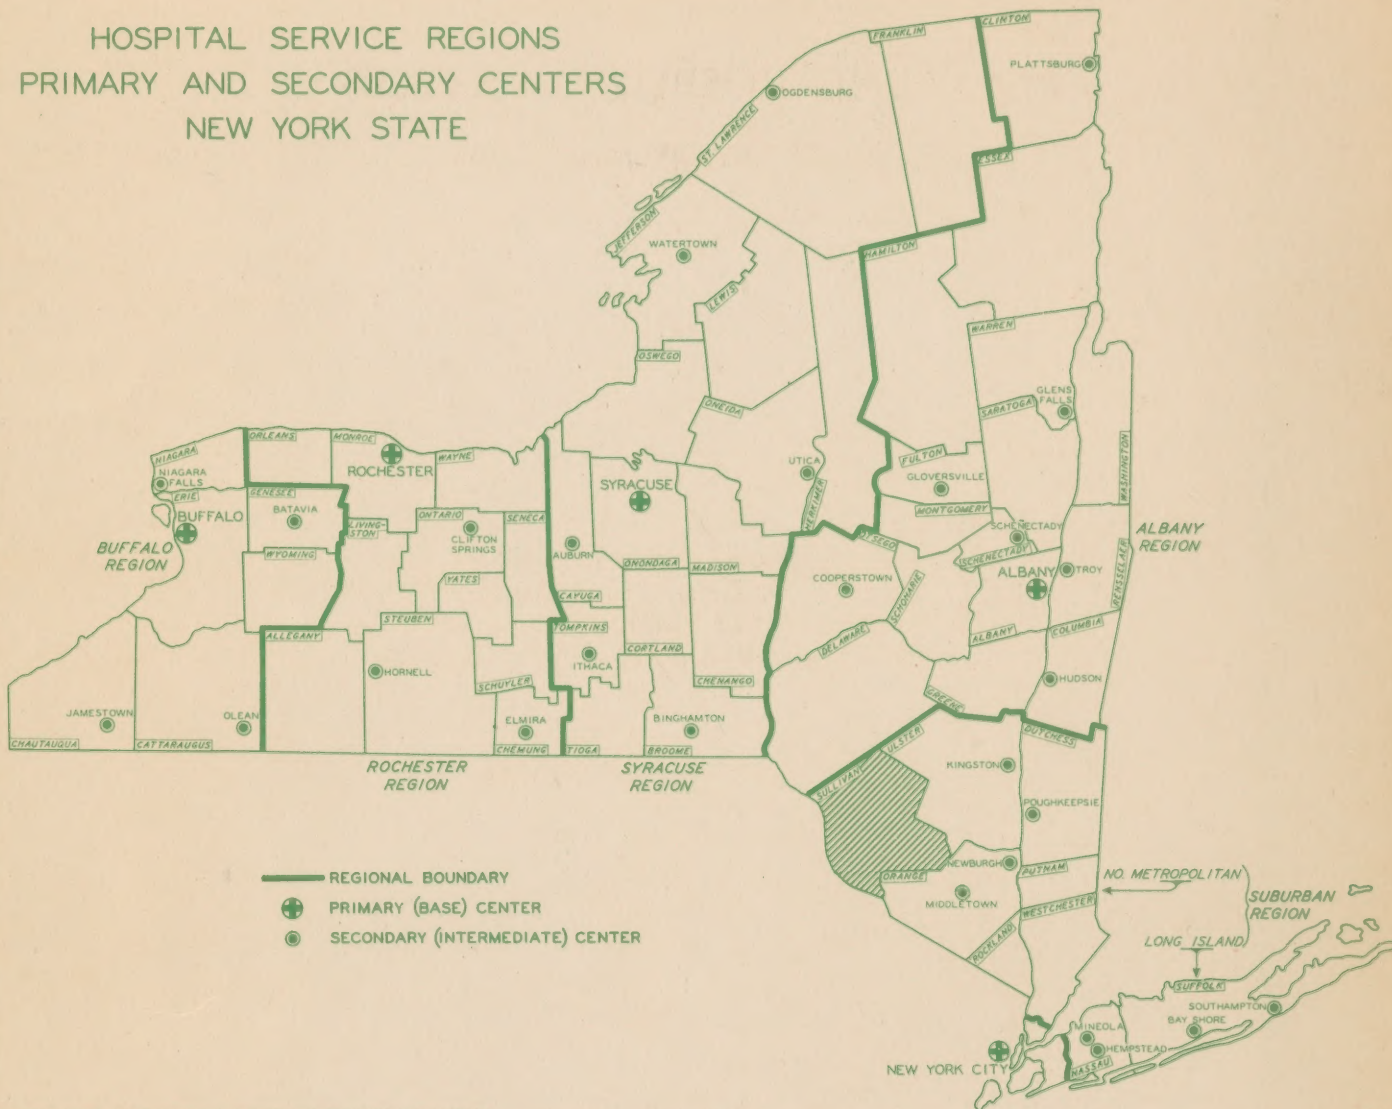 HOSPITAL SERVICE REGIONS
PRIMARY AND SECONDARY CENTERS
NEW YORK STATE
CLINTON
FRANKLIN
PLATTSBURG
OGDENSBURG
ST. LAWRENCE
ESSEX
JEFFERSON
WATERTOWN
HAMILTON
LEWIS
WARREN
OSWEGO
GLENS
FALLS
ONEIDA
SARATOGA
ORLEANS
MONROE
NIAGARA
ROCHESTER
WAYNE
UTICA
FULTON
WASHINGTON
NIAGARA
FALLS
GLOVERSVILLE
ERIE
GENESEE
SYRACUSE
HERKIMER
MONTGOMERY
BUFFALO
BATAVIA
LIVING-
STON
ONTARIO
SENECA
SCHENECTADY
ALBANY
REGION
BUFFALO
REGION
WYOMING
CLIFTON
SPRINGS
AUBURN
OTSEGO
SCHENECTADY
ONONDAGA
MADISON
COOPERSTOWN
ALBANY
TROY
RENSSELAER
YATES
CAYUGA
SCHOHARIE
STEUBEN
TOMPKINS
ALLEGANY
DELAWARE
ALBANY
COLUMBIA
CORTLAND
ITHACA
HORNELL
SCHUYLER
CHENANGO
GREENE
HUDSON
JAMESTOWN
OLEAN
ELMIRA
BINGHAMTON
CHAUTAUQUA
CATTARAUGUS
CHEMUNG
TIOGA
BROOME
ULSTER
DUTCHESS
ROCHESTER
REGION
SYRACUSE
REGION
SULLIVAN
KINGSTON
POUGHKEEPSIE
NEWBURGH
ORANGE
PUTNAM
NO. METROPOLITAN
MIDDLETOWN
WESTCHESTER
SUBURBAN
REGION
REGIONAL BOUNDARY
PRIMARY (BASE) CENTER
SECONDARY (INTERMEDIATE) CENTER
ROCKLAND
LONG ISLAND
SUFFOLK
SOUTHAMPTON
BAY SHORE
MINEOLA
HEMPSTEAD
NEW YORK CITY
NASSAU